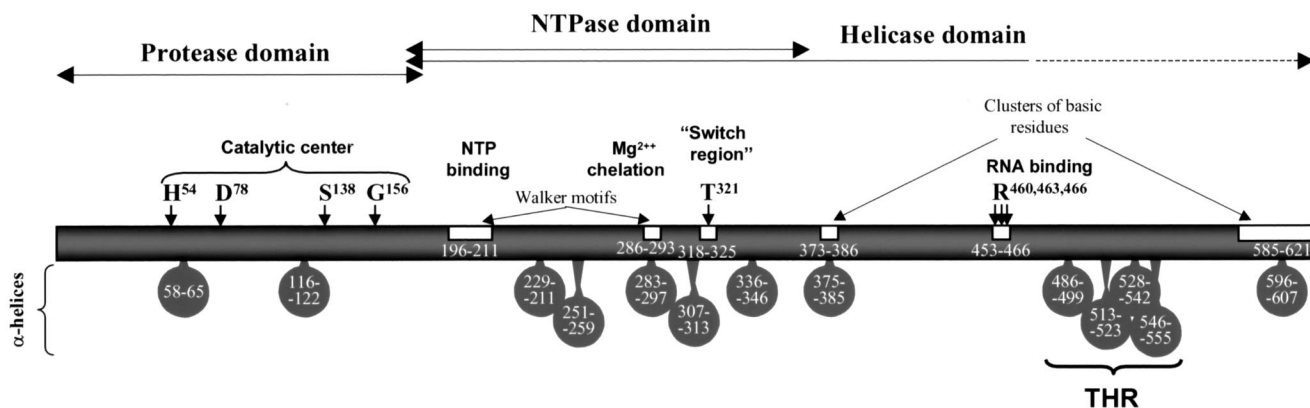 NTPase domain
Protease domain
Helicase domain
Clusters of basic
residues
Catalytic center
NTP
binding
Mg²⁺⁺
chelation
"Switch
region"
RNA binding
Walker motifs
H⁵⁴
D⁷⁸
S¹³⁸
G¹⁵⁶
T³²¹
R⁴⁶⁰,⁴⁶³,⁴⁶⁶
196-211
286-293
318-325
373-386
453-466
585-621
α-helices
58-65
116-
-122
229-
-211
251-
-259
283-
-297
307-
-313
336-
-346
375-
-385
486-
-499
513-
-523
528-
-542
546-
-555
596-
-607
THR